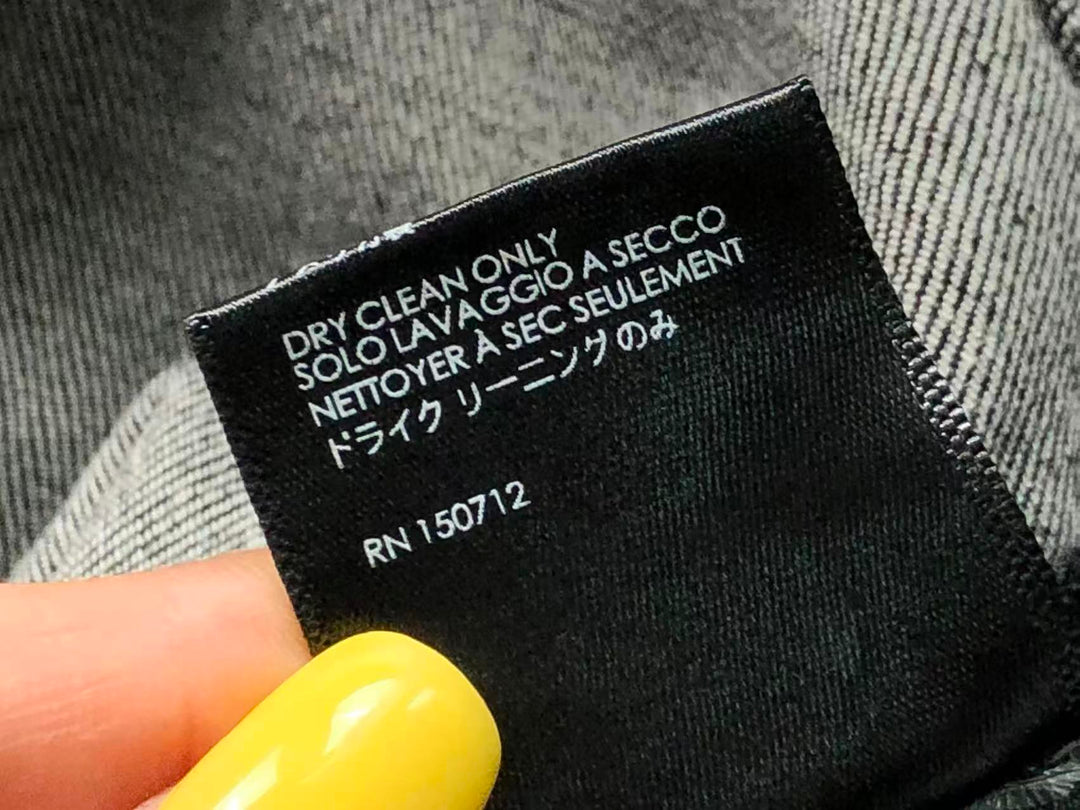 DRY CLEAN ONLY
SOLO LAVAGGIO A SECCO
NETTOYER À SEC SEULEMENT
ドライク リーニングのみ
RN 150712